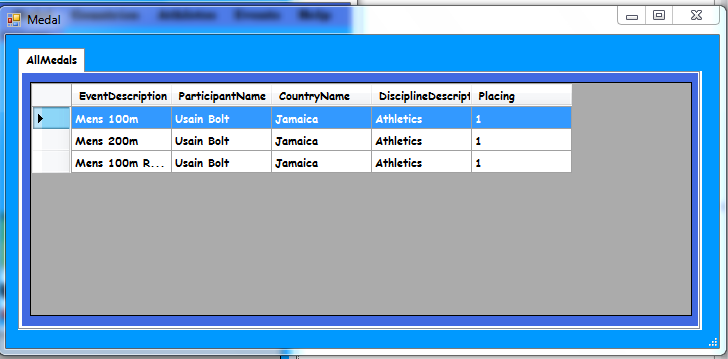 Medal
AllMedals
EventDescription ParticipantName CountryName DisciplineDescript Placing
Mens 100m Usain Bolt Jamaica Athletics 1
Mens 200m Usain Bolt Jamaica Athletics 1
Mens 100m R... Usain Bolt Jamaica Athletics 1